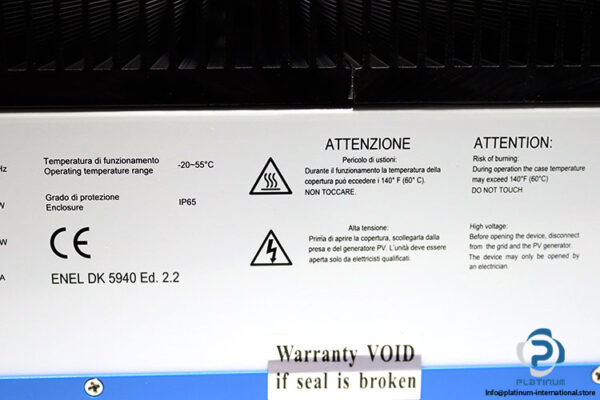 Hz
W
W
A
Temperatura di funzionamento
Operating temperature range
-20~55°C
Grado di protezione
Enclosure
IP65
CE
ENEL DK 5940 Ed. 2.2
ATTENZIONE
Pericolo di ustioni:
Durante il funzionamento la temperatura della
copertura può eccedere i 140° F (60° C).
NON TOCCARE.
Alta tensione:
Prima di aprire la copertura, scollegarla dalla
presa e del generatore PV. L'unità deve essere
aperta solo da elettricisti qualificati.
ATTENTION:
Risk of burning:
During operation the case temperature
may exceed 140°F (60°C)
DO NOT TOUCH
High voltage:
Before opening the device, disconnect
from the grid and the PV generator.
The device may only be opened by
an electrician.
Warranty VOID
if seal is broken
PLATINUM
info@platinum-international.store